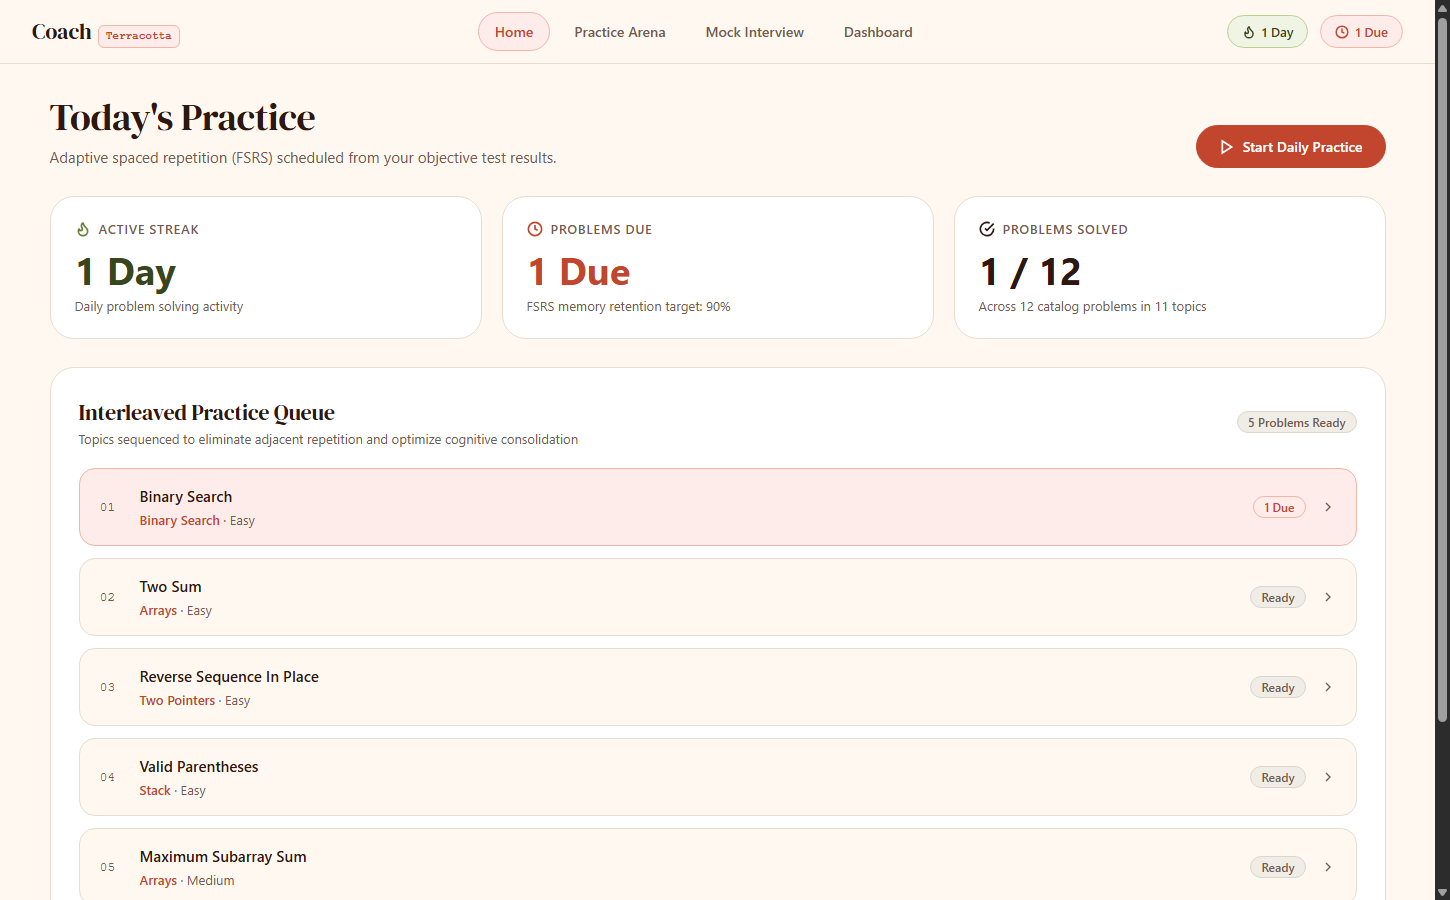 Coach Terracotta
Home Practice Arena Mock Interview Dashboard
1 Day 1 Due
Today's Practice
Adaptive spaced repetition (FSRS) scheduled from your objective test results.
Start Daily Practice
ACTIVE STREAK
1 Day
Daily problem solving activity
PROBLEMS DUE
1 Due
FSRS memory retention target: 90%
PROBLEMS SOLVED
1 / 12
Across 12 catalog problems in 11 topics
Interleaved Practice Queue
Topics sequenced to eliminate adjacent repetition and optimize cognitive consolidation
5 Problems Ready
01
Binary Search
Binary Search · Easy
1 Due
02
Two Sum
Arrays · Easy
Ready
03
Reverse Sequence In Place
Two Pointers · Easy
Ready
04
Valid Parentheses
Stack · Easy
Ready
05
Maximum Subarray Sum
Arrays · Medium
Ready